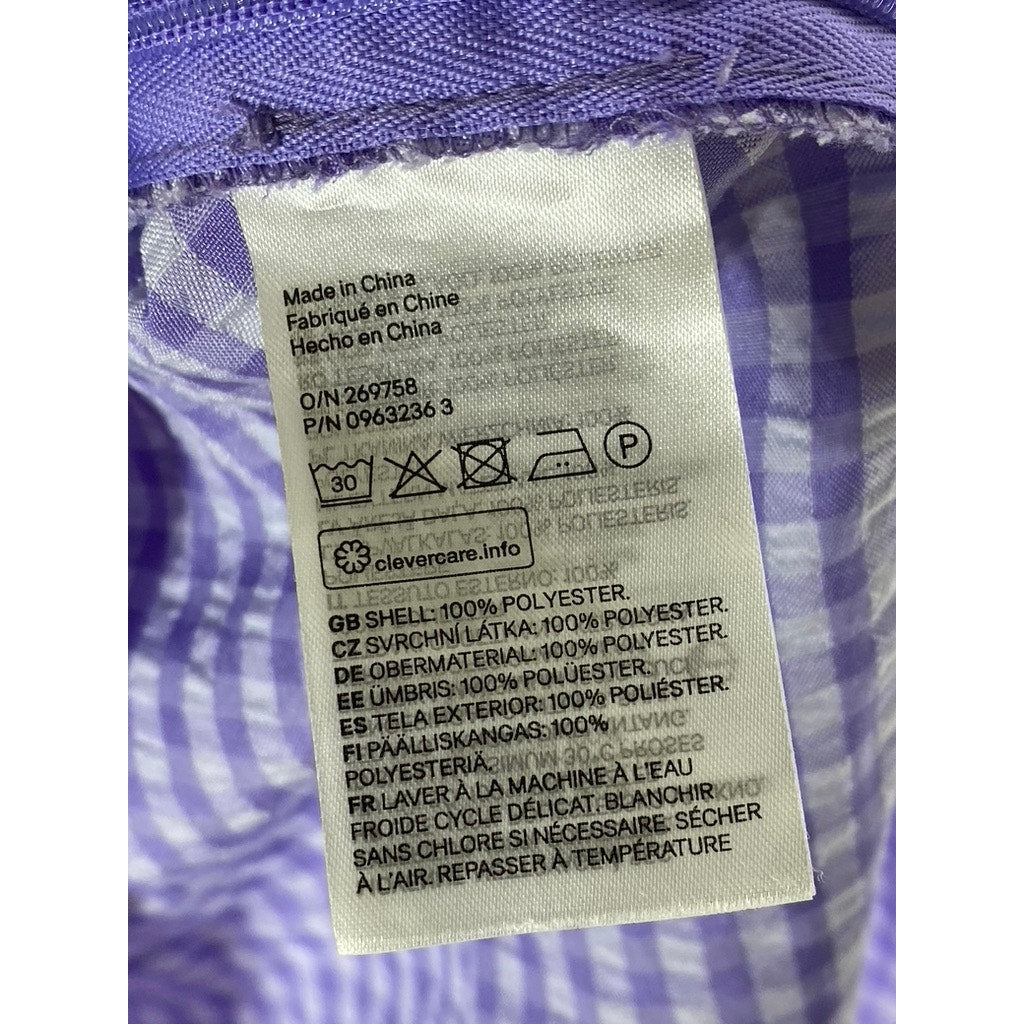 Made in China
Fabriqué en Chine
Hecho en China
O/N 269758
P/N 0963236 3
30
P
clevercare.info
GB SHELL: 100% POLYESTER.
CZ SVRCHNÍ LÁTKA: 100% POLYESTER.
DE OBERMATERIAL: 100% POLYESTER.
EE ÜMBRIS: 100% POLÜESTER.
ES TELA EXTERIOR: 100% POLIÉSTER.
FI PÄÄLLISKANGAS: 100%
POLYESTERIÄ.
FR LAVER À LA MACHINE À L'EAU
FROIDE CYCLE DÉLICAT. BLANCHIR
SANS CHLORE SI NÉCESSAIRE. SÉCHER
À L'AIR. REPASSER À TEMPÉRATURE